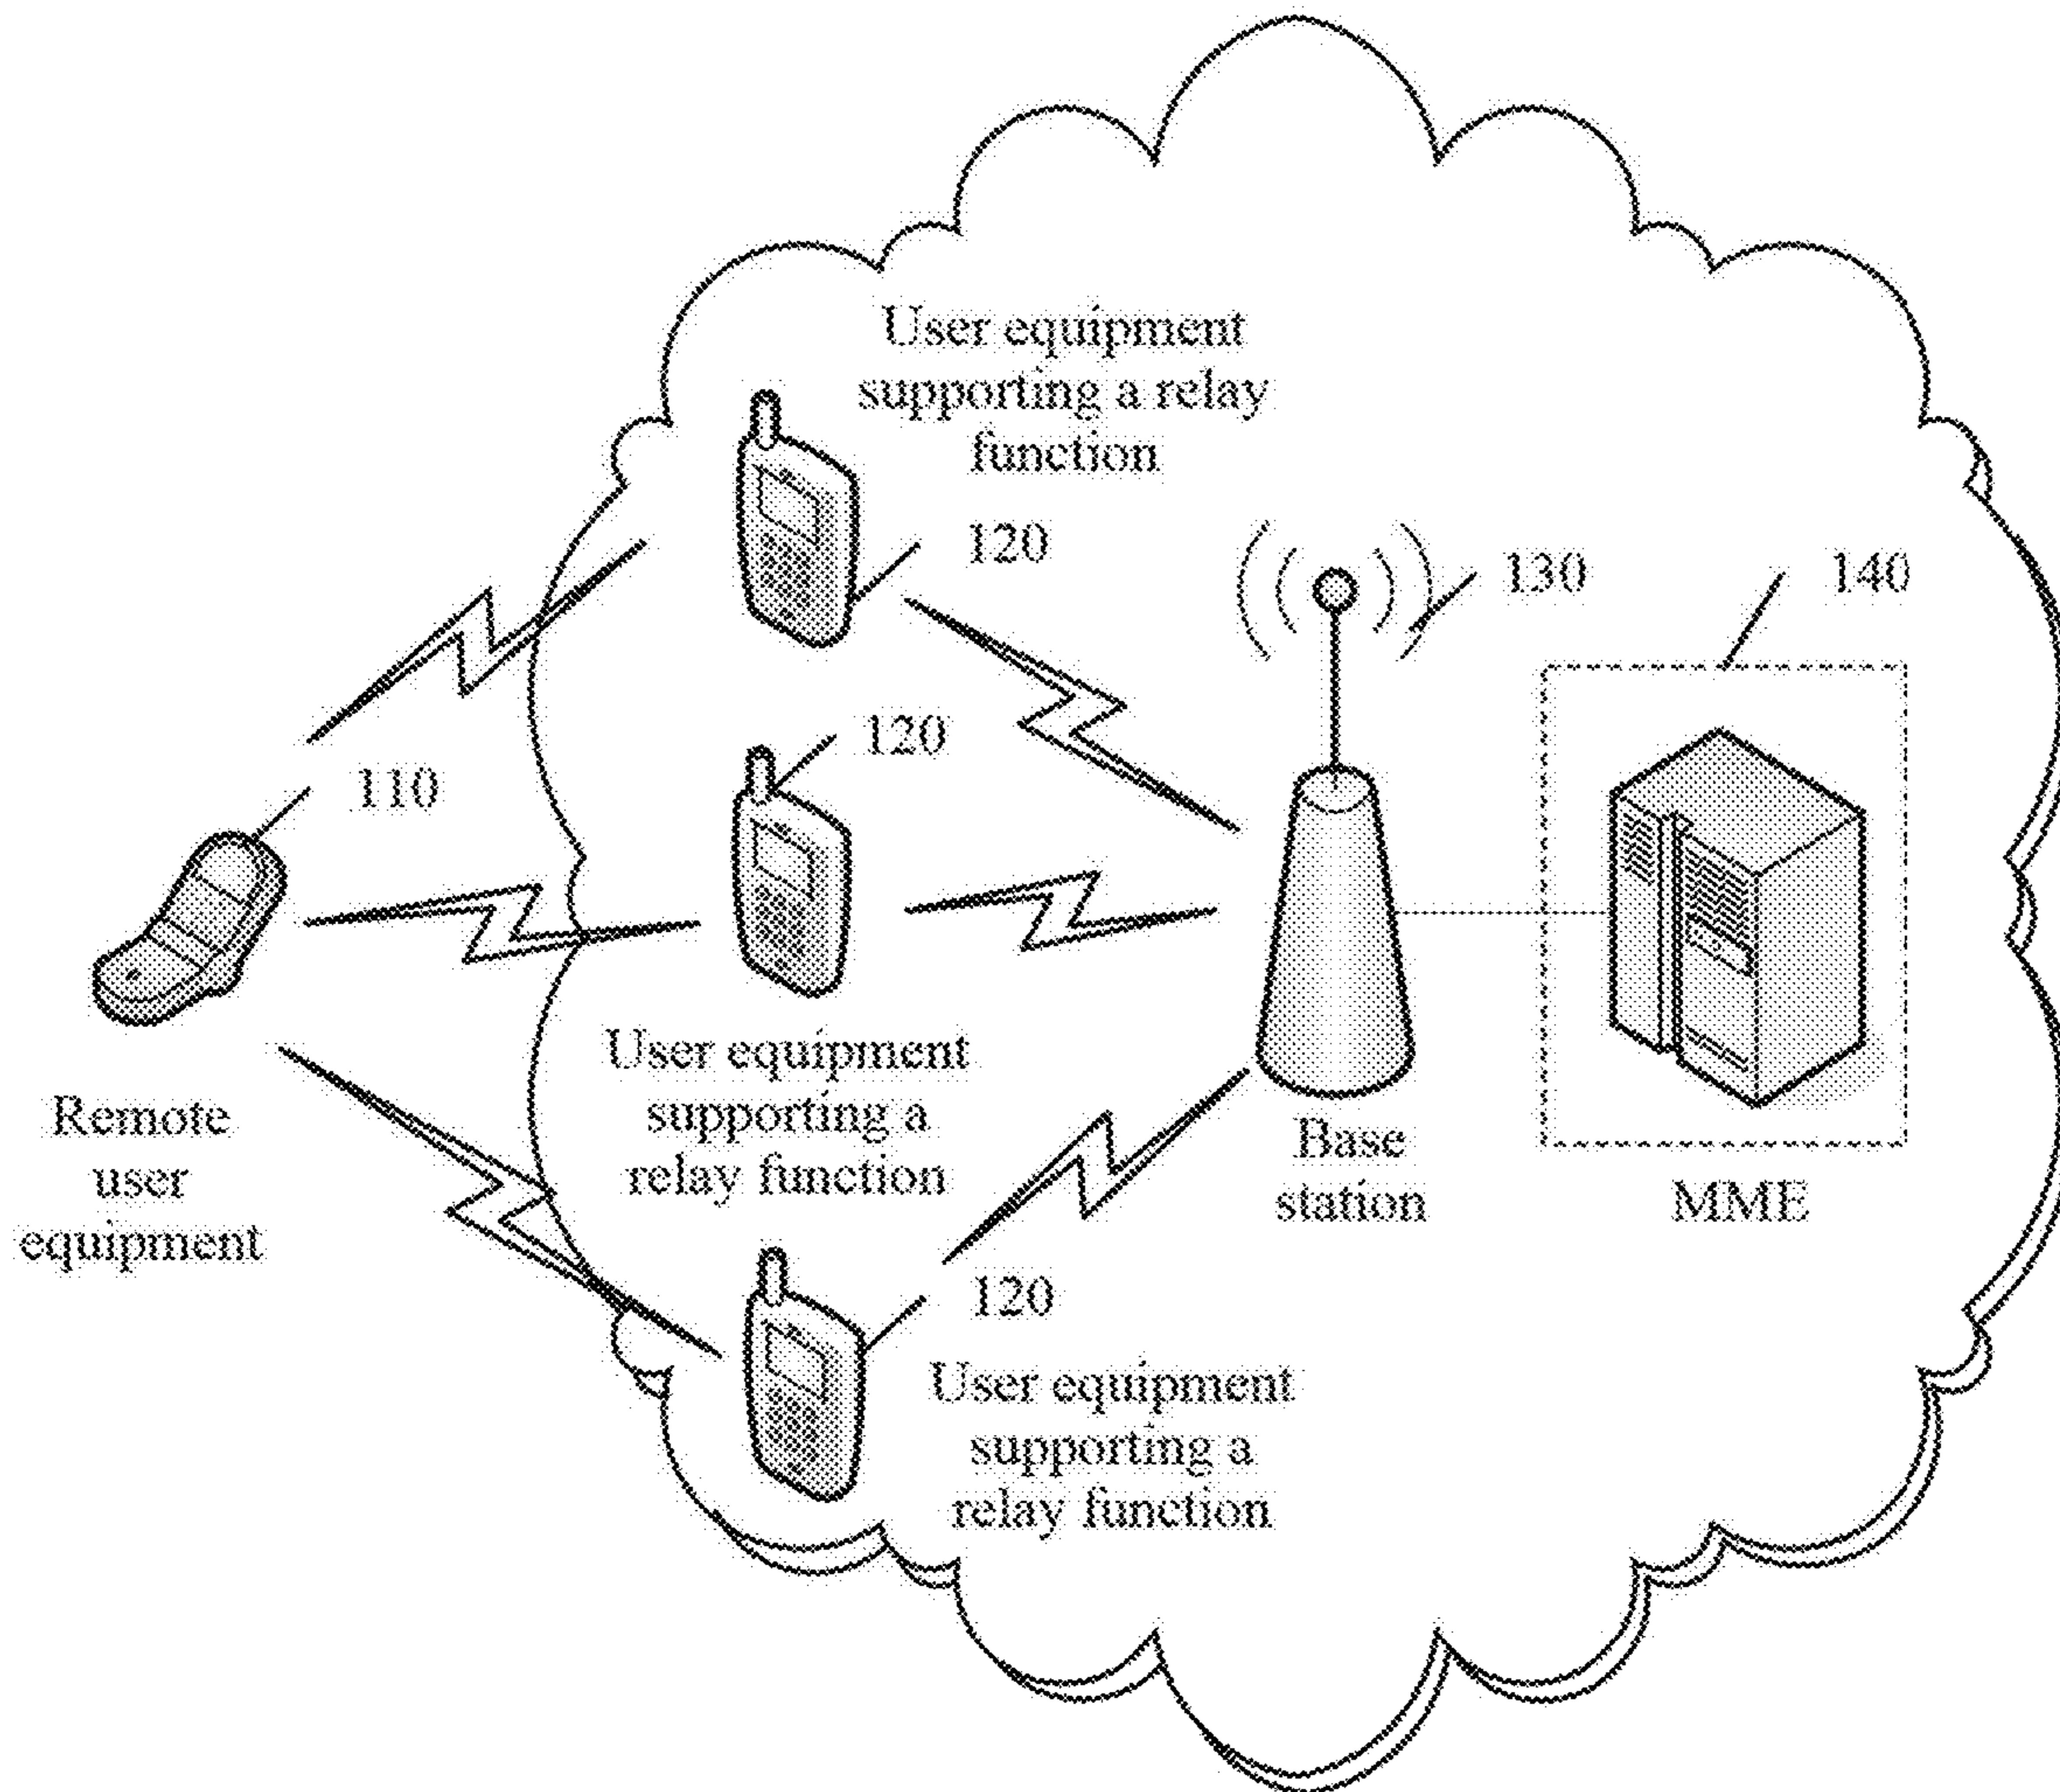 User equipment
supporting a relay
function
120
130
140
120
110
User equipment
supporting a
relay function
Remote
user
equipment
Base
station
MME
120
User equipment
supporting a
relay function